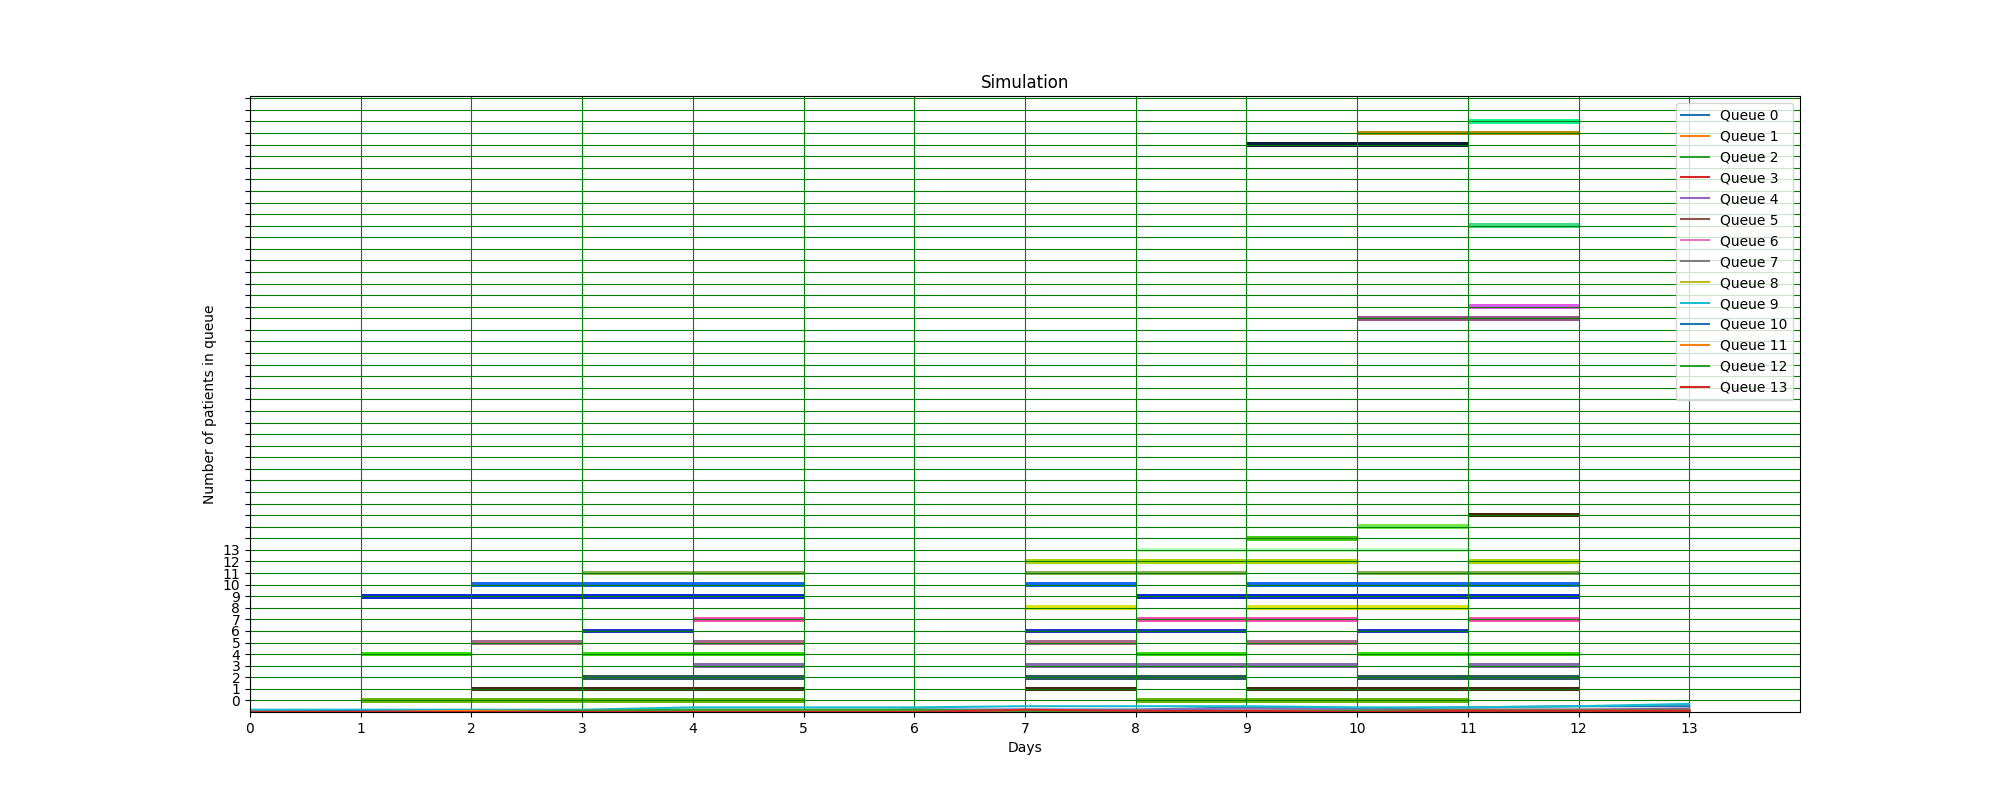 Simulation
Number of patients in queue
13
12
11
10
9
8
7
6
5
4
3
2
1
0
0 1 2 3 4 5 6 7 8 9 10 11 12 13
Days
Queue 0
Queue 1
Queue 2
Queue 3
Queue 4
Queue 5
Queue 6
Queue 7
Queue 8
Queue 9
Queue 10
Queue 11
Queue 12
Queue 13